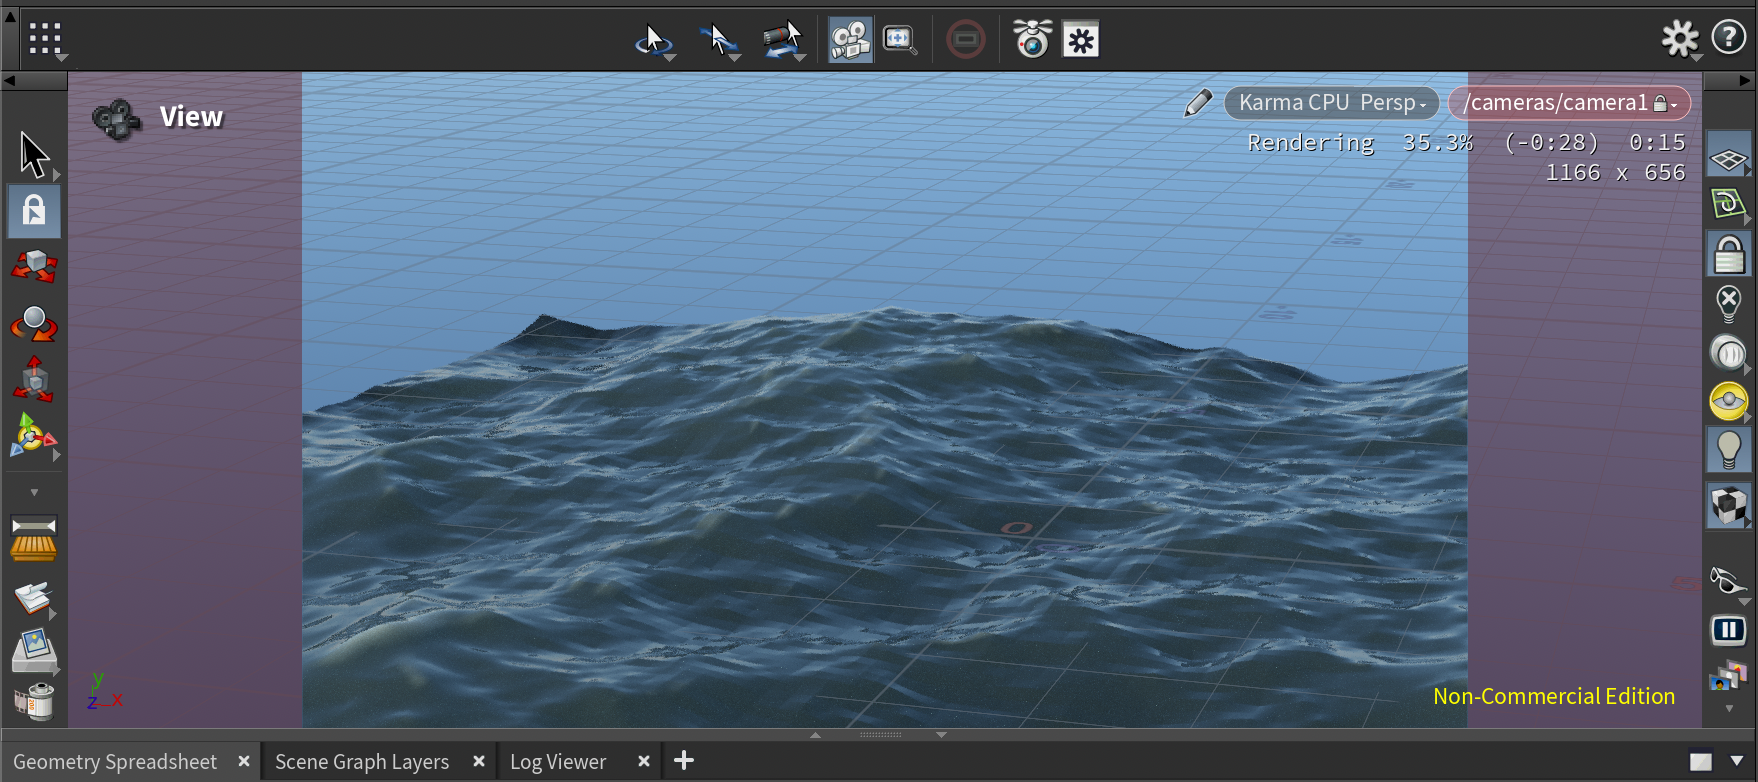 View
Karma CPU Persp
/cameras/camera1
Rendering 35.3% (-0:28) 0:15
1166 x 656
0
y
z x
Non-Commercial Edition
Geometry Spreadsheet
Scene Graph Layers
Log Viewer